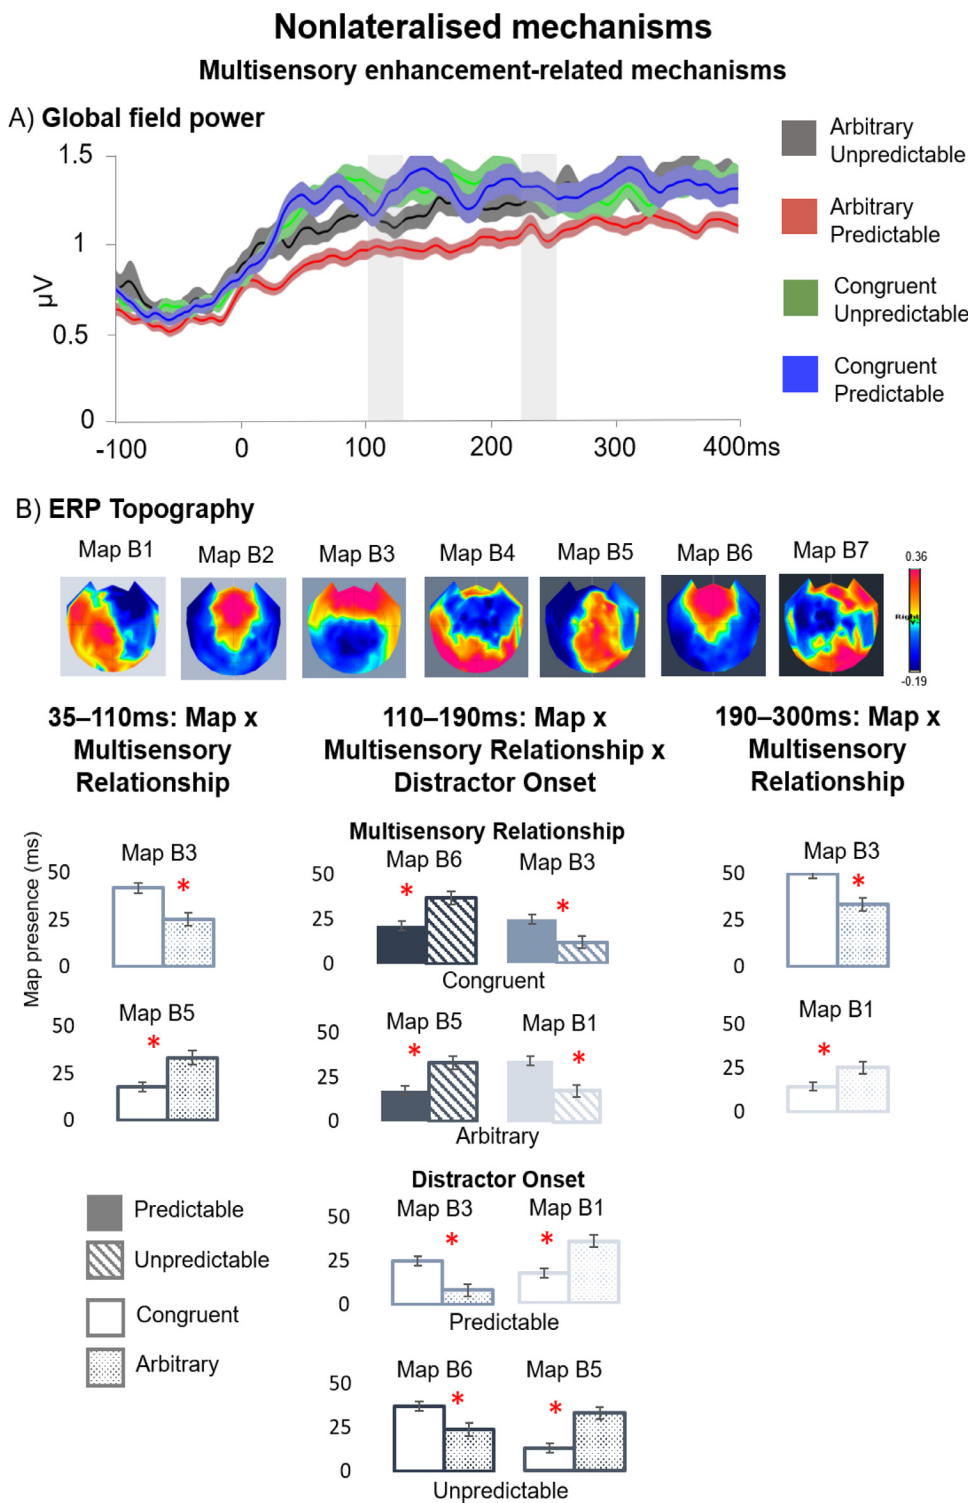 Nonlateralised mechanisms
Multisensory enhancement-related mechanisms
A) Global field power
1.5
1
0.5
0
µV
-100
0
100
200
300
400ms
Arbitrary
Unpredictable
Arbitrary
Predictable
Congruent
Unpredictable
Congruent
Predictable
B) ERP Topography
Map B1
Map B2
Map B3
Map B4
Map B5
Map B6
Map B7
0.36
Right
-0.19
35–110ms: Map x
Multisensory
Relationship
110–190ms: Map x
Multisensory Relationship x
Distractor Onset
190–300ms: Map x
Multisensory
Relationship
Map presence (ms)
Map B3
50
*
25
0
Map B5
50
*
25
0
Multisensory Relationship
Map B6
Map B3
50
*
*
25
0
Congruent
Map B5
Map B1
50
*
*
25
0
Arbitrary
Distractor Onset
Map B3
Map B1
50
*
*
25
0
Predictable
Map B6
Map B5
50
*
*
25
0
Unpredictable
Map B3
50
*
25
0
Map B1
50
*
25
0
Predictable
Unpredictable
Congruent
Arbitrary